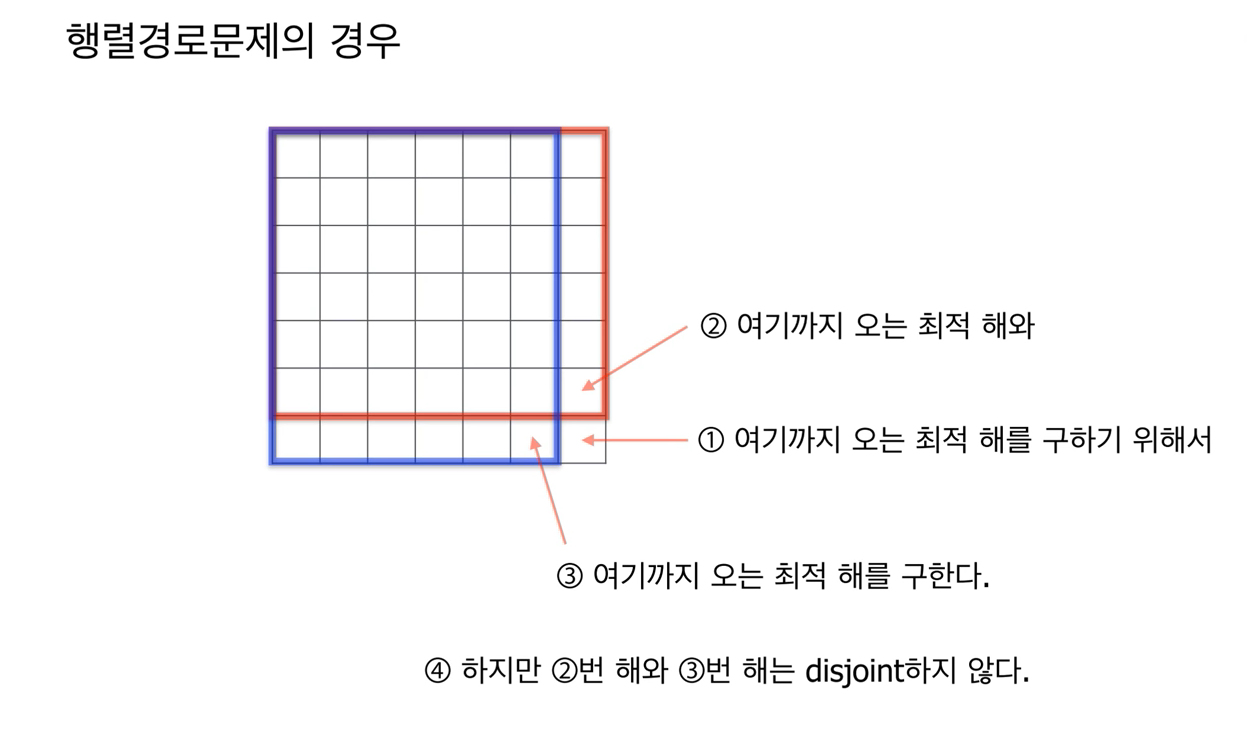 행렬경로문제의 경우
② 여기까지 오는 최적 해와
① 여기까지 오는 최적 해를 구하기 위해서
③ 여기까지 오는 최적 해를 구한다.
④ 하지만 ②번 해와 ③번 해는 disjoint하지 않다.